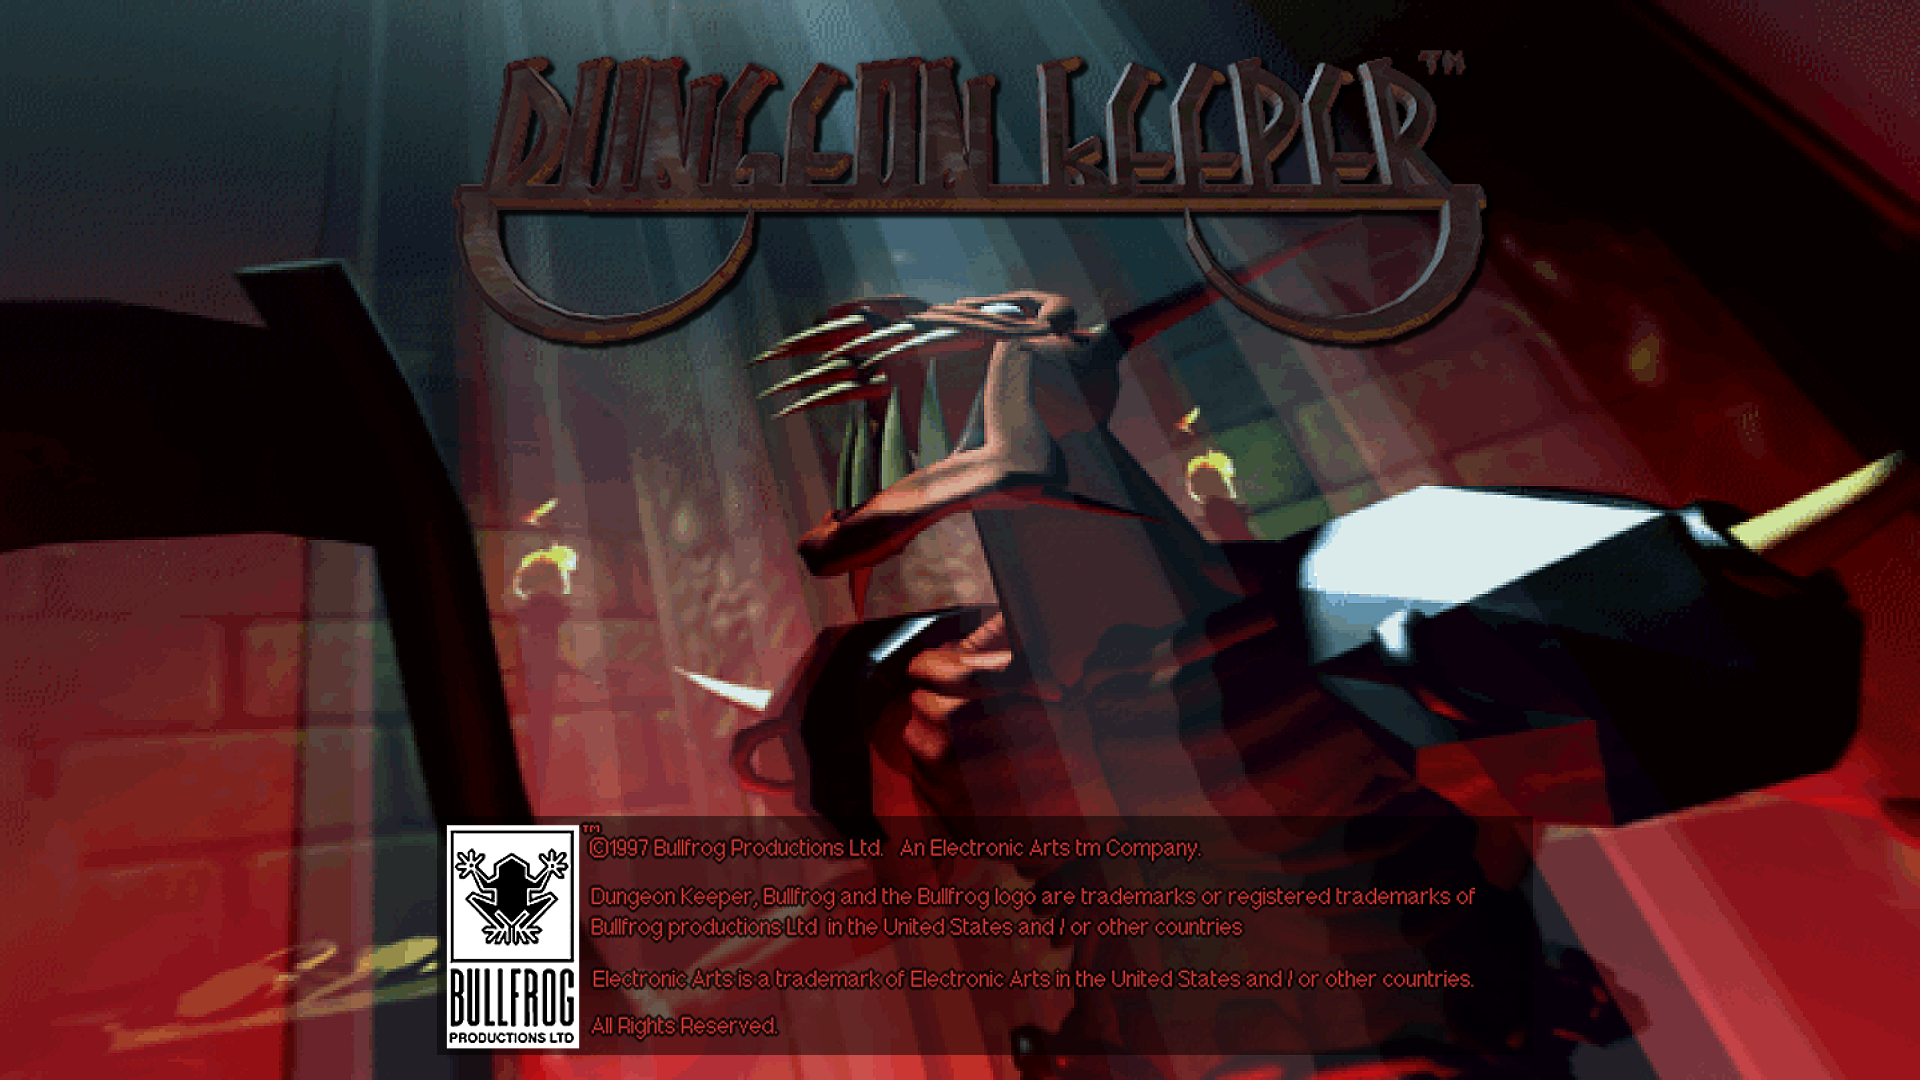 DUNGEON KEEPER™
™
©1997 Bullfrog Productions Ltd. An Electronic Arts tm Company.
Dungeon Keeper, Bullfrog and the Bullfrog logo are trademarks or registered trademarks of
Bullfrog productions Ltd in the United States and / or other countries
Electronic Arts is a trademark of Electronic Arts in the United States and / or other countries.
All Rights Reserved.
BULLFROG
PRODUCTIONS LTD